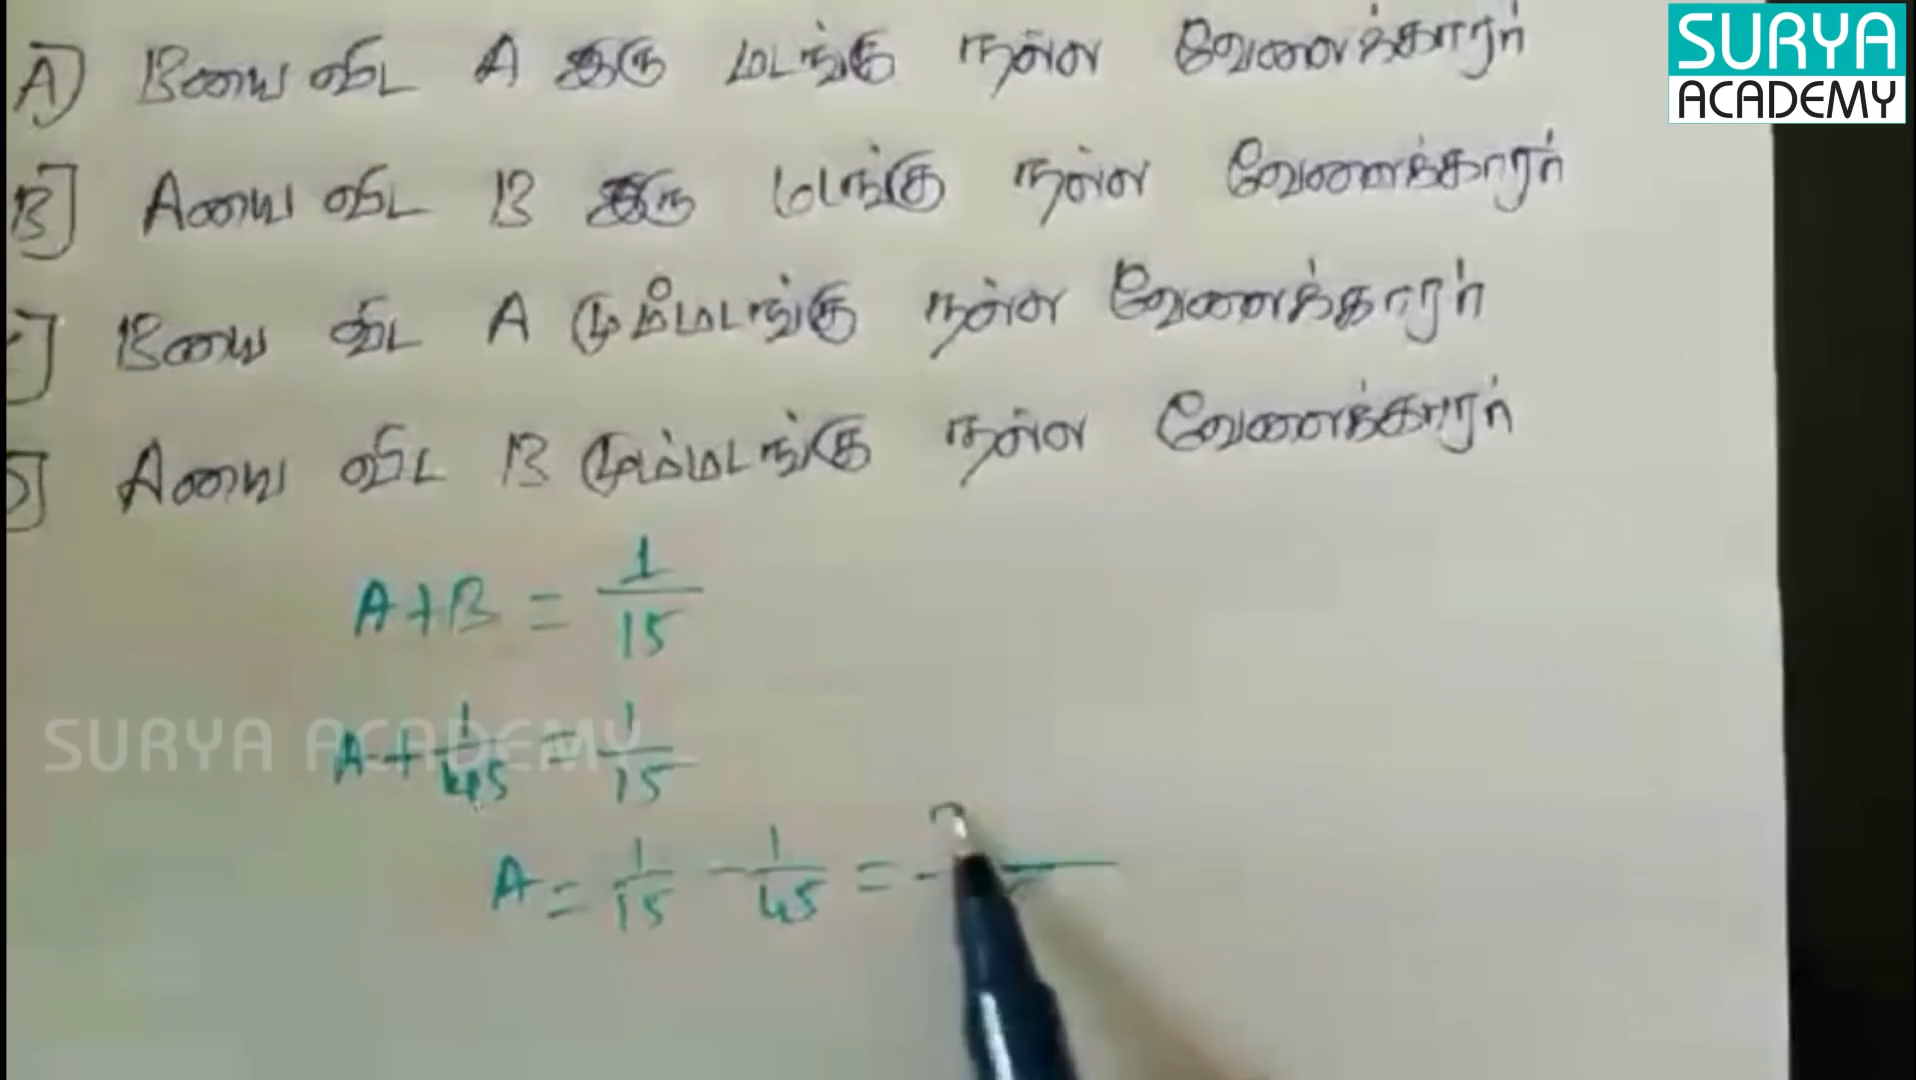 SURYA
ACADEMY
A) Bயை விட A இரு மடங்கு நல்ல வேலைக்காரர்
B] Aயை விட B இரு மடங்கு நல்ல வேலைக்காரர்
] Bயை விட A மும்மடங்கு நல்ல வேலைக்காரர்
D] Aயை விட B மும்மடங்கு நல்ல வேலைக்காரர்
A+B = 1/15
SURYA ACADEMY
A + 1/45 = 1/15
A = 1/15 - 1/45 =